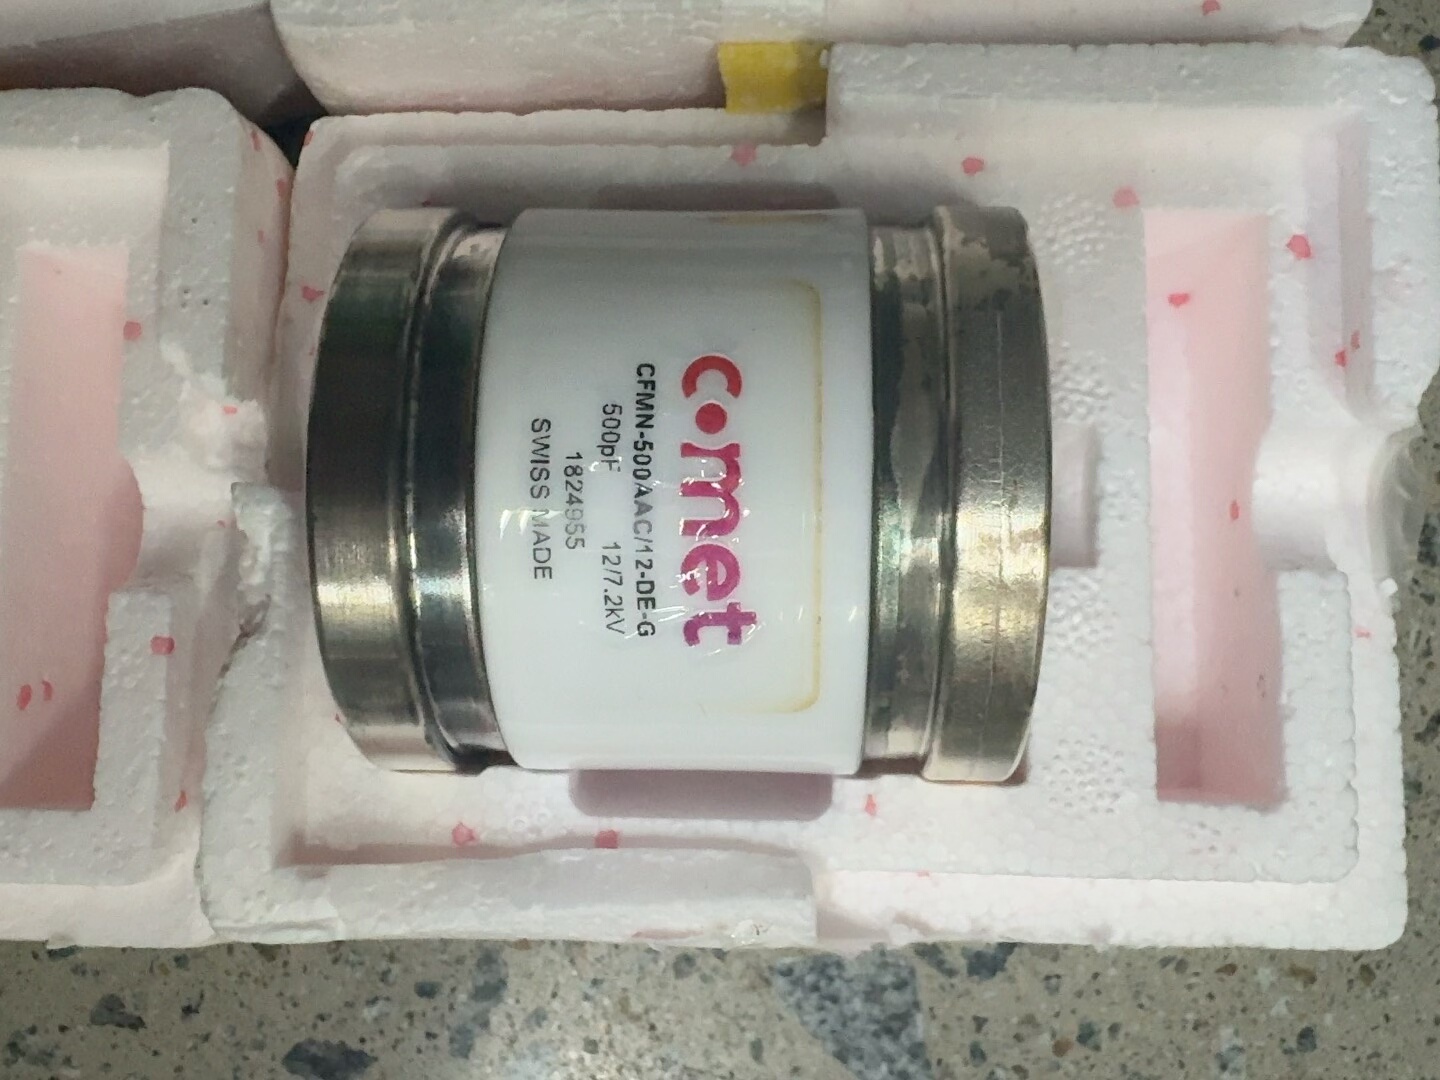 comet
CFMN-500AAC/12-DE-G
500pF 12/7.2kV
1824955
SWISS MADE